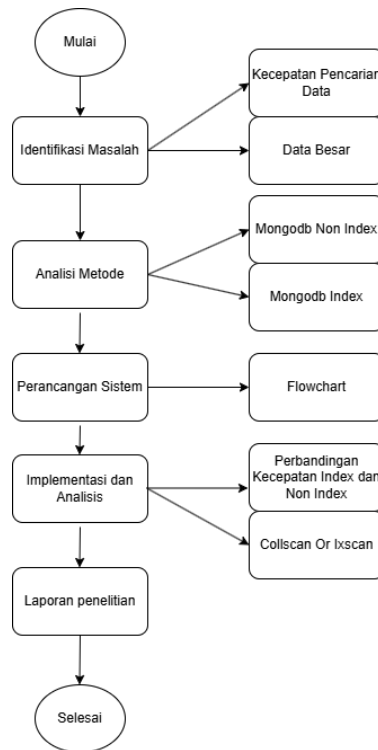 Mulai
Kecepatan Pencarian
Data
Identifikasi Masalah
Data Besar
Mongodb Non Index
Analisi Metode
Mongodb Index
Perancangan Sistem
Flowchart
Implementasi dan
Analisis
Perbandingan
Kecepatan Index dan
Non Index
Collscan Or Ixscan
Laporan penelitian
Selesai